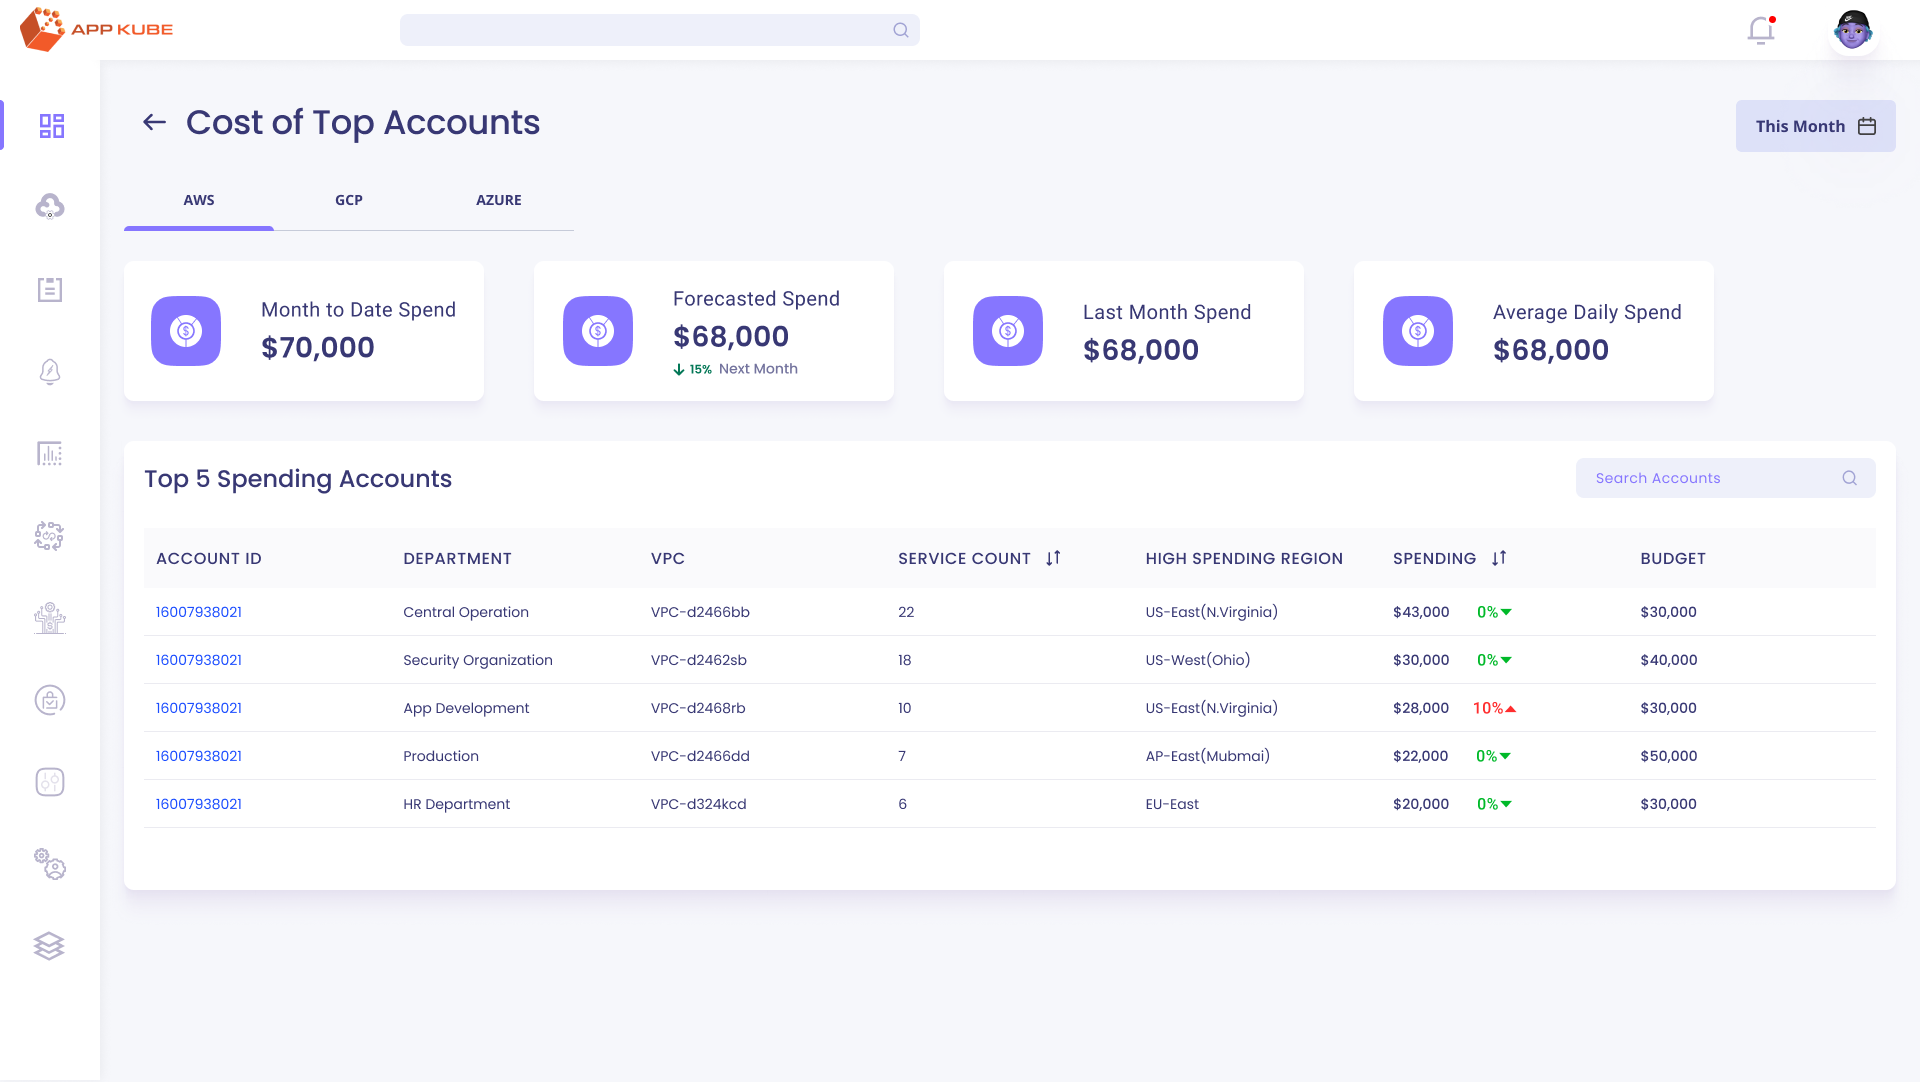 APP KUBE
Cost of Top Accounts
This Month
AWS GCP AZURE
Month to Date Spend
$70,000
Forecasted Spend
$68,000
15% Next Month
Last Month Spend
$68,000
Average Daily Spend
$68,000
Top 5 Spending Accounts
Search Accounts
ACCOUNT ID DEPARTMENT VPC SERVICE COUNT HIGH SPENDING REGION SPENDING BUDGET
16007938021 Central Operation VPC-d2466bb 22 US-East(N.Virginia) $43,000 0% $30,000
16007938021 Security Organization VPC-d2462sb 18 US-West(Ohio) $30,000 0% $40,000
16007938021 App Development VPC-d2468rb 10 US-East(N.Virginia) $28,000 10% $30,000
16007938021 Production VPC-d2466dd 7 AP-East(Mubmai) $22,000 0% $50,000
16007938021 HR Department VPC-d324kcd 6 EU-East $20,000 0% $30,000